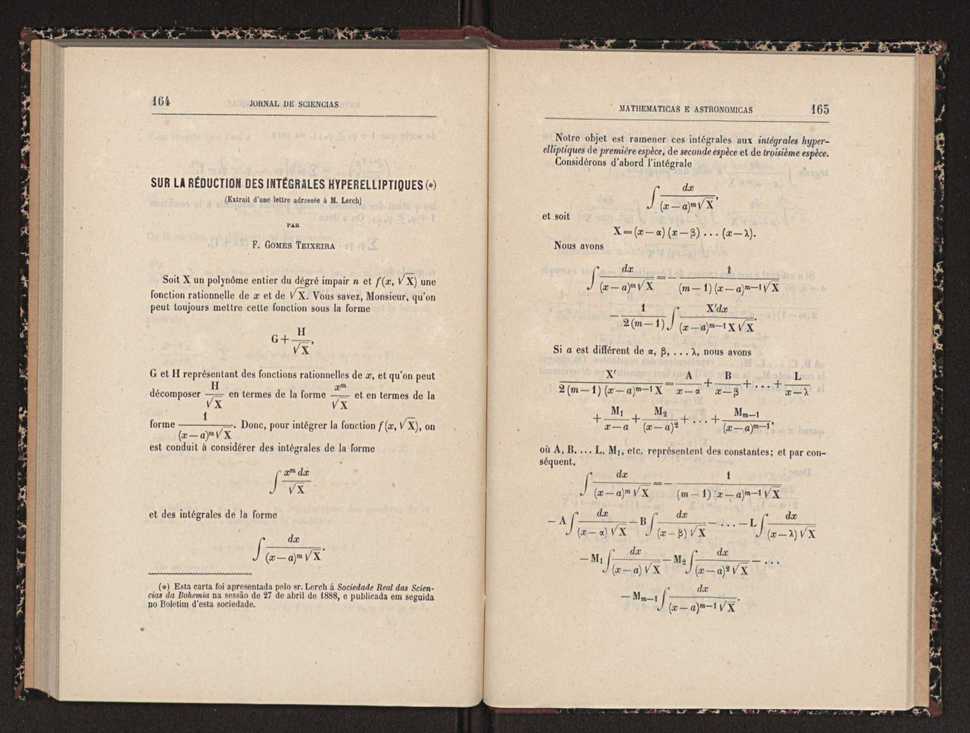 164 JORNAL DE SCIENCIAS
SUR LA RÉDUCTION DES INTÉGRALES HYPERELLIPTIQUES (*)
(Extrait d'une lettre adressée à M. Lerch)
PAR
F. GOMES TEIXEIRA
Soit X un polynôme entier du dégré impair n et f(x, √X) une
fonction rationnelle de x et de √X. Vous savez, Monsieur, qu'on
peut toujours mettre cette fonction sous la forme
G + H/√X,
G et H représentant des fonctions rationnelles de x, et qu'on peut
décomposer H/√X en termes de la forme x^m/√X et en termes de la
forme 1/((x — a)^m √X). Donc, pour intégrer la fonction f(x, √X), on
est conduit à considérer des intégrales de la forme
∫ x^m dx/√X
et des intégrales de la forme
∫ dx/((x — a)^m √X).
(*) Esta carta foi apresentada pelo sr. Lerch á Sociedade Real das Scien-
cias da Bohemia na sessão de 27 de abril de 1888, e publicada em seguida
no Boletim d'esta sociedade.
MATHEMATICAS E ASTRONOMICAS 165
Notre objet est ramener ces intégrales aux intégrales hyper-
elliptiques de première espèce, de seconde espèce et de troisième espèce.
Considérons d'abord l'intégrale
∫ dx/((x — a)^m √X),
et soit
X = (x — α) (x — β) . . . (x — λ).
Nous avons
∫ dx/((x — a)^m √X) = — 1/((m — 1) (x — a)^{m—1} √X)
— 1/(2 (m — 1)) ∫ X'dx/((x — a)^{m—1} X √X).
Si a est différent de α, β, . . . λ, nous avons
X'/(2 (m — 1) (x — a)^{m—1} X) = A/(x — α) + B/(x — β) + . . . + L/(x — λ)
+ M₁/(x — a) + M₂/(x — a)² + . . . + M_{m—1}/(x — a)^{m—1},
où A, B, . . . L, M₁, etc. représentent des constantes; et par con-
séquent,
∫ dx/((x — a)^m √X) = — 1/((m — 1) (x — a)^{m—1} √X)
— A ∫ dx/((x — α) √X) — B ∫ dx/((x — β) √X) — . . . — L ∫ dx/((x — λ) √X)
— M₁ ∫ dx/((x — a) √X) — M₂ ∫ dx/((x — a)² √X) — . . .
— M_{m—1} ∫ dx/((x — a)^{m—1} √X).